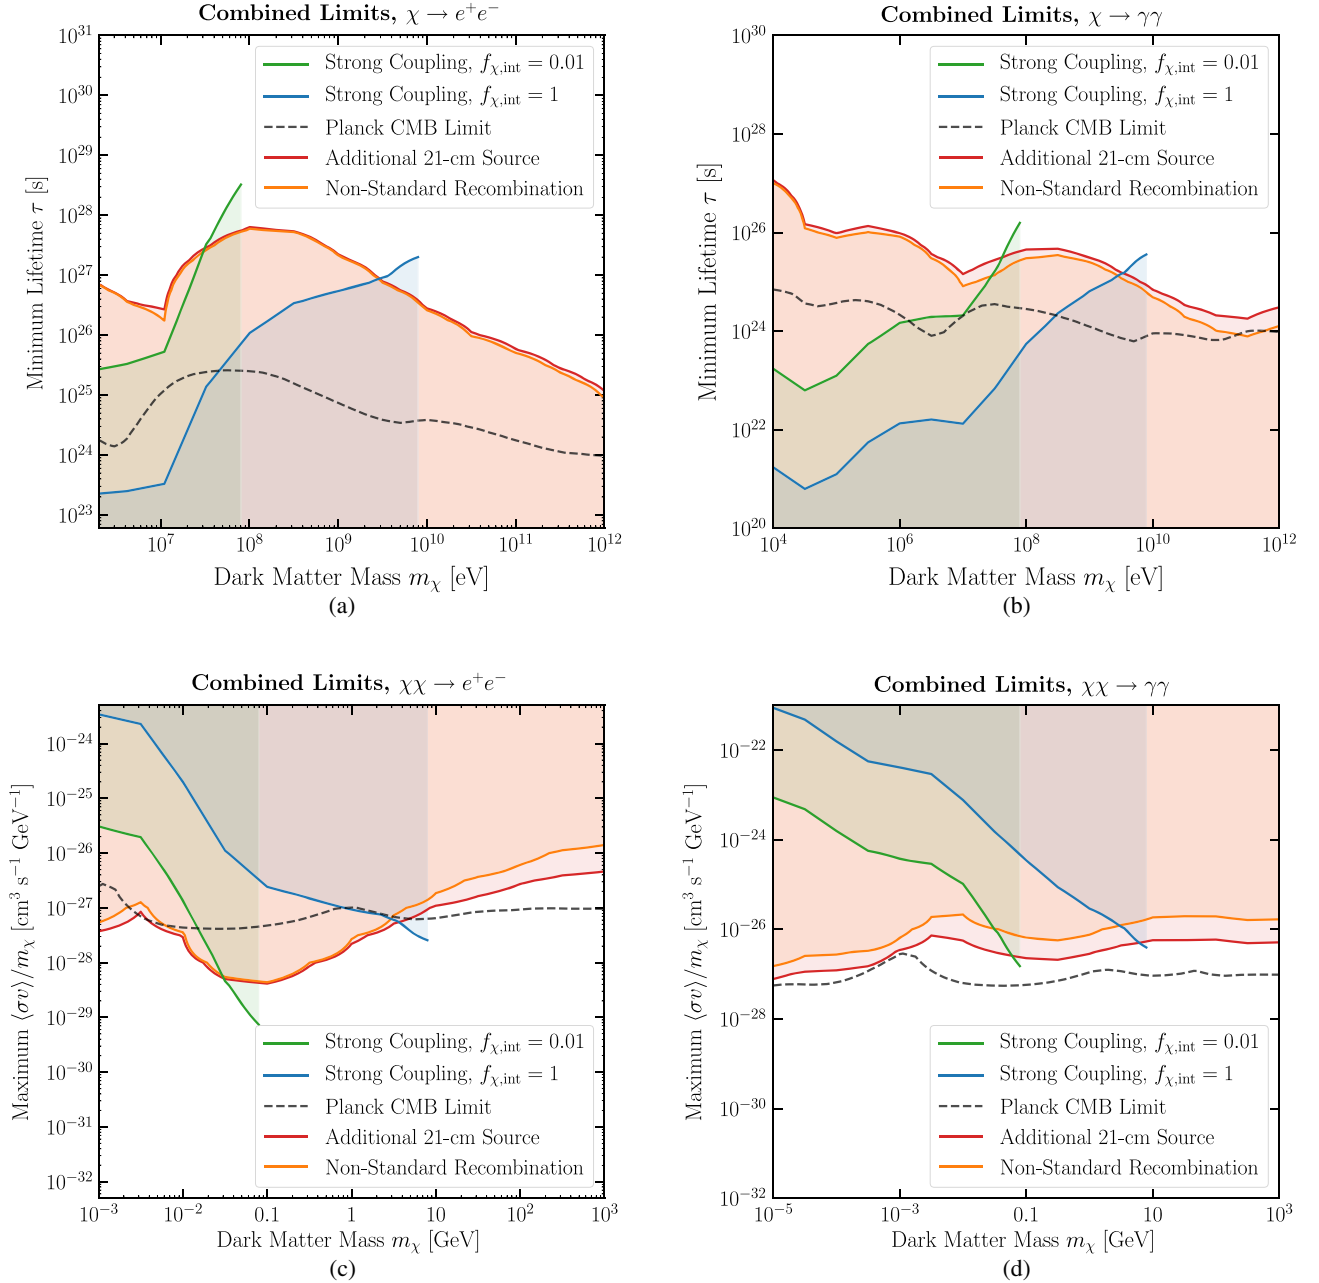 Combined Limits, χ → e⁺e⁻
10³¹
10³⁰
10²⁹
10²⁸
10²⁷
10²⁶
10²⁵
10²⁴
10²³
Minimum Lifetime τ [s]
Strong Coupling, f_χ,int = 0.01
Strong Coupling, f_χ,int = 1
Planck CMB Limit
Additional 21-cm Source
Non-Standard Recombination
10⁷ 10⁸ 10⁹ 10¹⁰ 10¹¹ 10¹²
Dark Matter Mass m_χ [eV]
(a)
Combined Limits, χ → γγ
10³⁰
10²⁸
10²⁶
10²⁴
10²²
10²⁰
Minimum Lifetime τ [s]
Strong Coupling, f_χ,int = 0.01
Strong Coupling, f_χ,int = 1
Planck CMB Limit
Additional 21-cm Source
Non-Standard Recombination
10⁴ 10⁶ 10⁸ 10¹⁰ 10¹²
Dark Matter Mass m_χ [eV]
(b)
Combined Limits, χχ → e⁺e⁻
10⁻²⁴
10⁻²⁵
10⁻²⁶
10⁻²⁷
10⁻²⁸
10⁻²⁹
10⁻³⁰
10⁻³¹
10⁻³²
Maximum ⟨σv⟩/m_χ [cm³ s⁻¹ GeV⁻¹]
Strong Coupling, f_χ,int = 0.01
Strong Coupling, f_χ,int = 1
Planck CMB Limit
Additional 21-cm Source
Non-Standard Recombination
10⁻³ 10⁻² 0.1 1 10 10² 10³
Dark Matter Mass m_χ [GeV]
(c)
Combined Limits, χχ → γγ
10⁻²²
10⁻²⁴
10⁻²⁶
10⁻²⁸
10⁻³⁰
10⁻³²
Maximum ⟨σv⟩/m_χ [cm³ s⁻¹ GeV⁻¹]
Strong Coupling, f_χ,int = 0.01
Strong Coupling, f_χ,int = 1
Planck CMB Limit
Additional 21-cm Source
Non-Standard Recombination
10⁻⁵ 10⁻³ 0.1 10 10³
Dark Matter Mass m_χ [GeV]
(d)